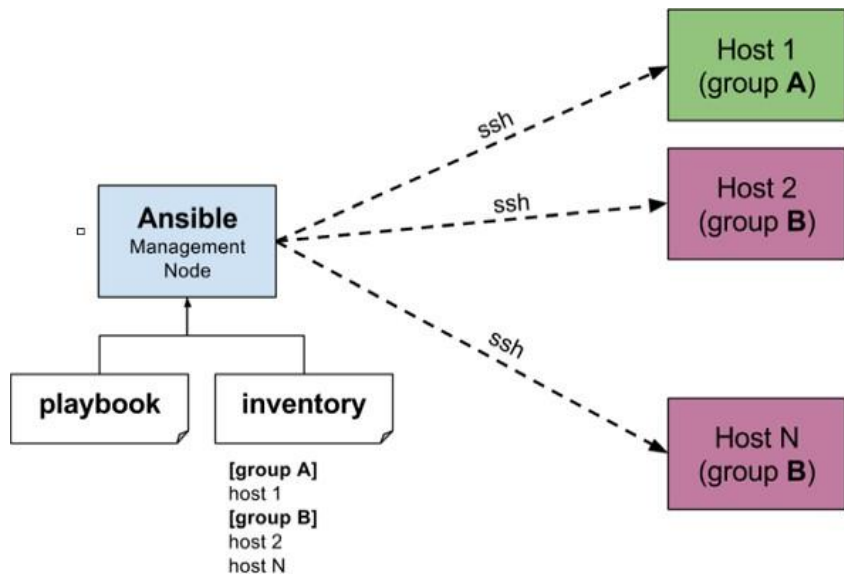 Host 1
(group A)
ssh
Host 2
(group B)
ssh
Ansible
Management
Node
ssh
playbook
inventory
Host N
(group B)
[group A]
host 1
[group B]
host 2
host N